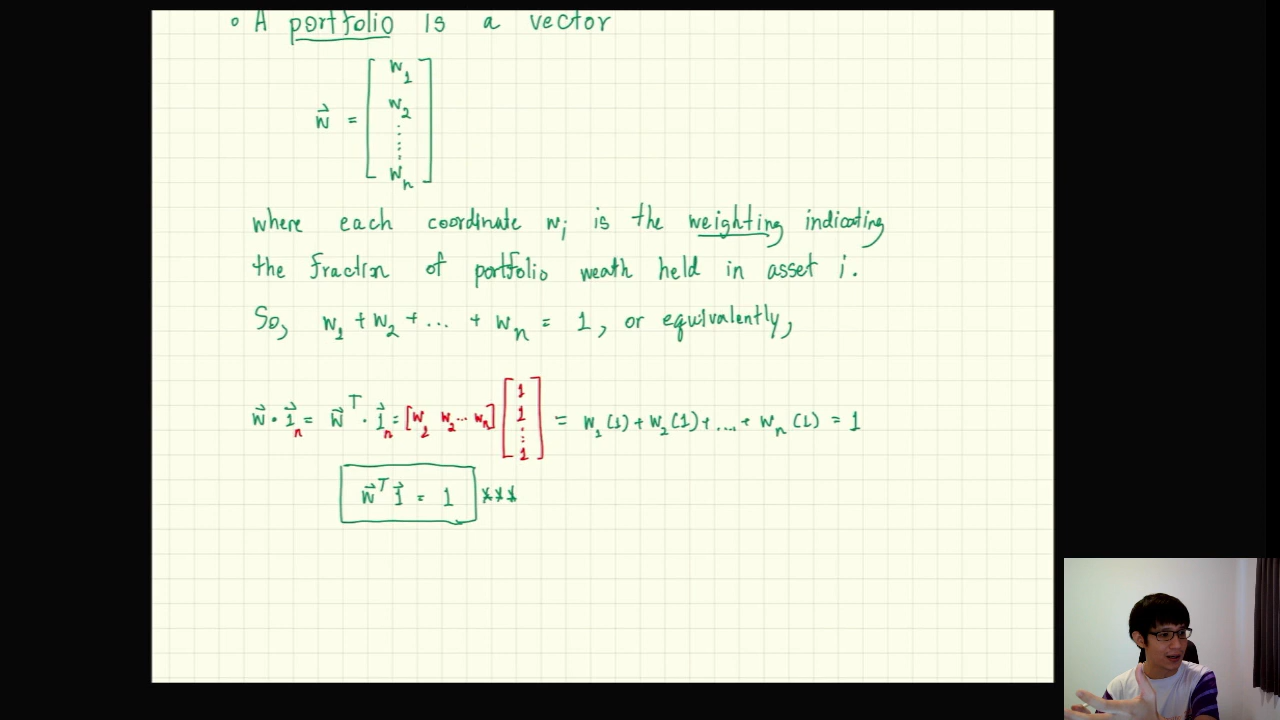 • A portfolio is a vector
w⃗ = [ w₁ w₂ ⋮ wₙ ]
where each coordinate wᵢ is the weighting indicating
the fraction of portfolio weath held in asset i.
So, w₁ + w₂ + ... + wₙ = 1, or equivalently,
w⃗ · 1⃗ₙ = w⃗ᵀ · 1⃗ₙ = [w₁ w₂ ... wₙ] [ 1 1 ⋮ 1 ] = w₁(1) + w₂(1) + ... + wₙ(1) = 1
w⃗ᵀ 1⃗ = 1 ***